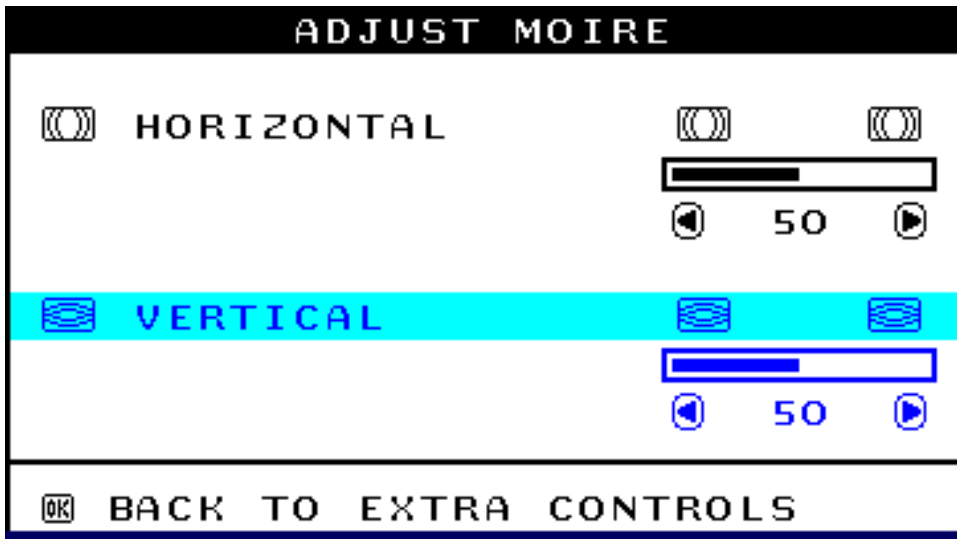 ADJUST MOIRE
HORIZONTAL
50
VERTICAL
50
OK BACK TO EXTRA CONTROLS